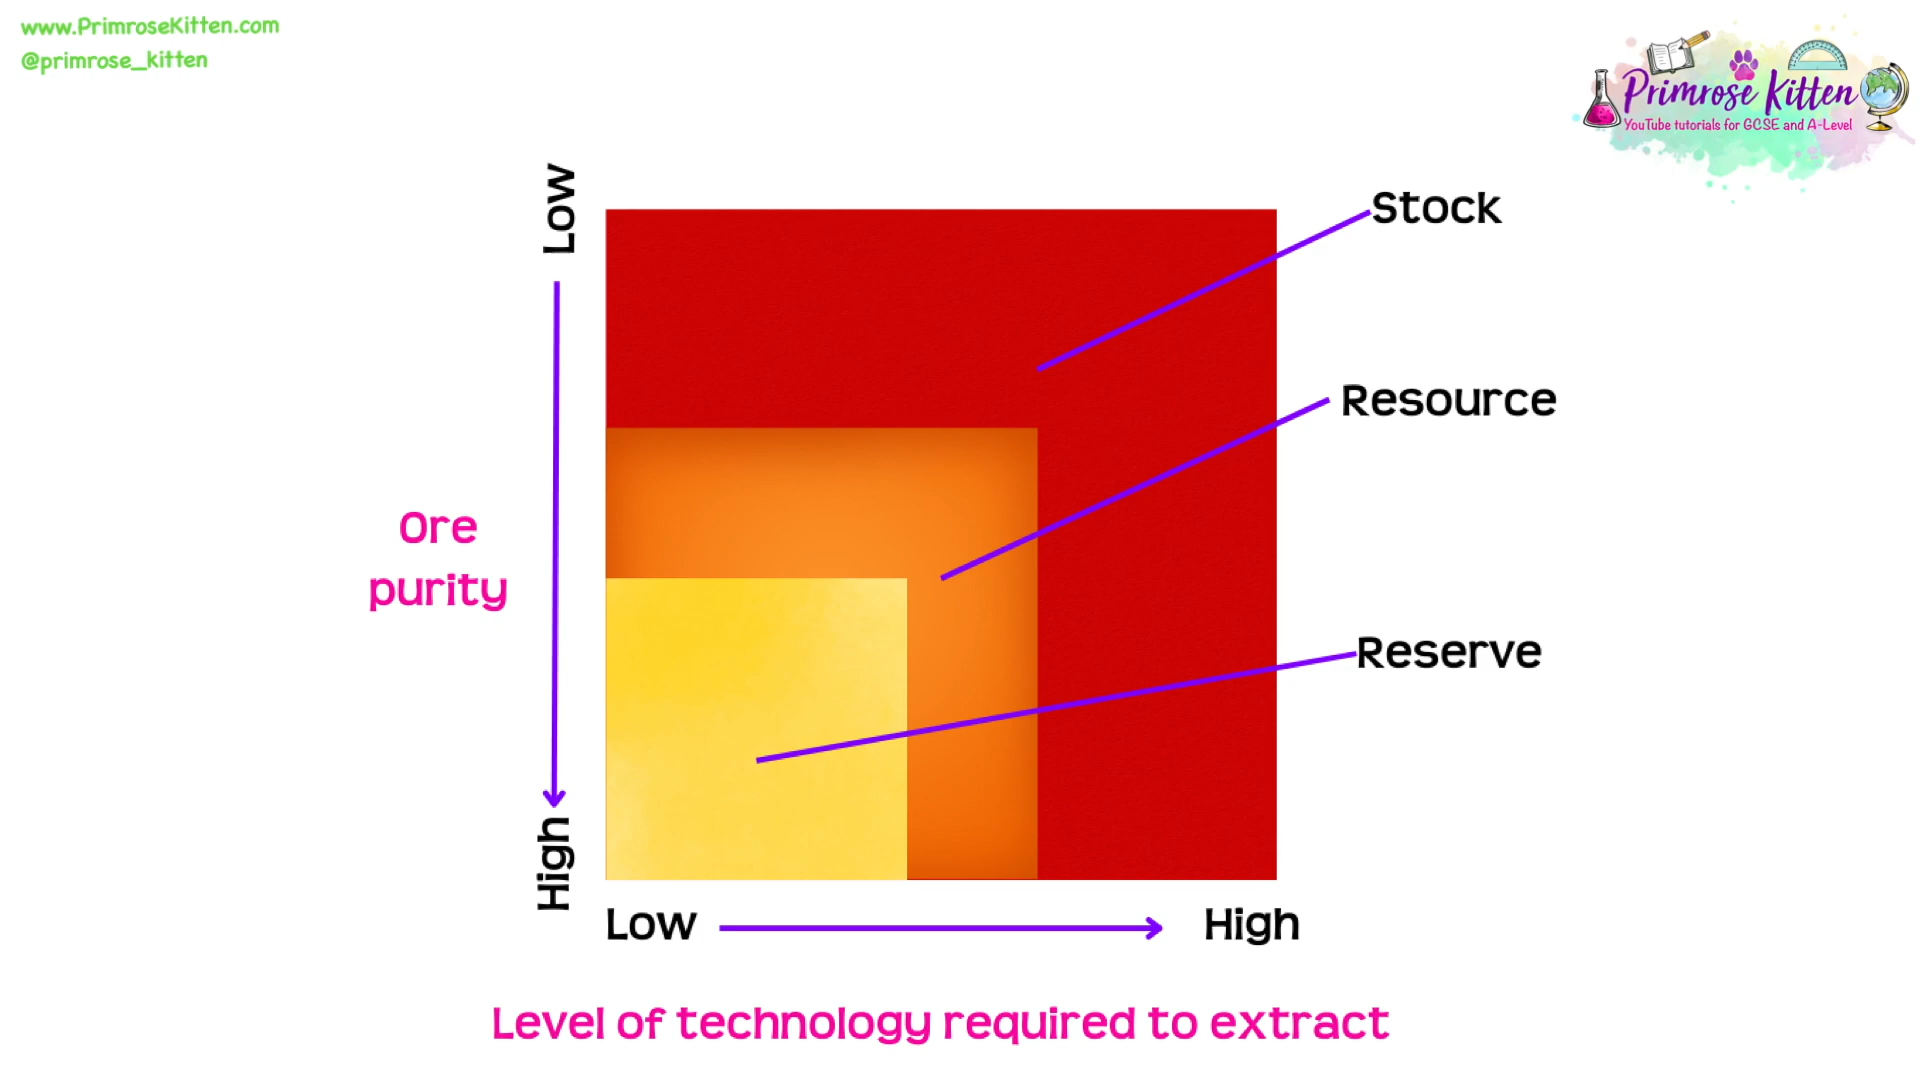 www.PrimroseKitten.com
@primrose_kitten
Primrose Kitten
YouTube tutorials for GCSE and A-Level
Low
Stock
Resource
Ore
purity
Reserve
High
Low
High
Level of technology required to extract